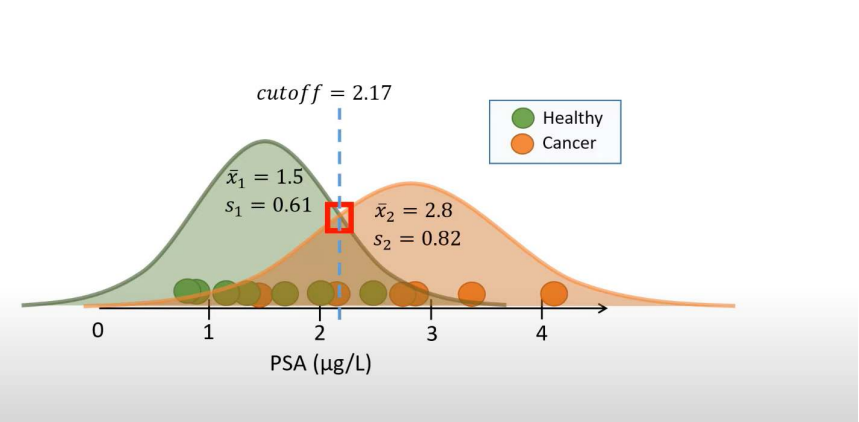 cutoff = 2.17
Healthy
Cancer
x̄₁ = 1.5
s₁ = 0.61
x̄₂ = 2.8
s₂ = 0.82
0 1 2 3 4
PSA (μg/L)